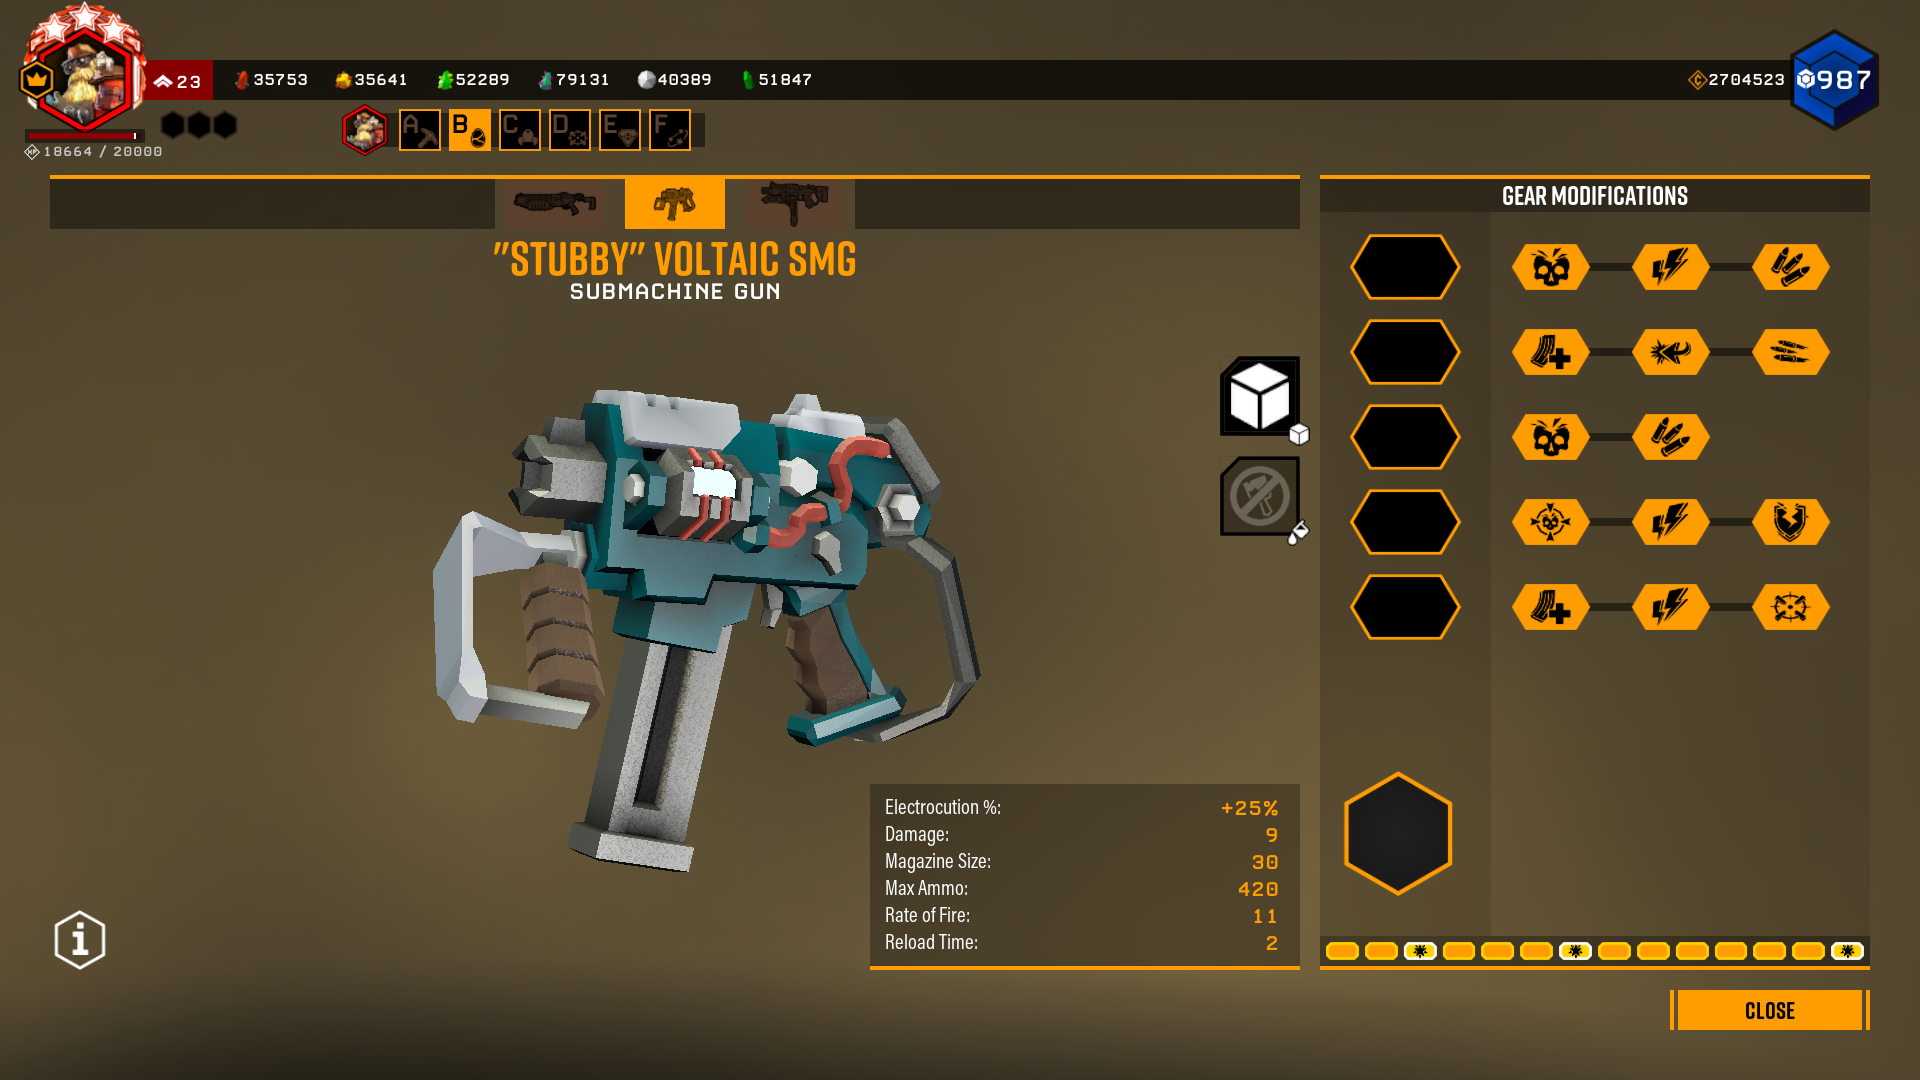 23
35753
35641
52289
79131
40389
51847
2704523
987
18664 / 20000
A
B
C
D
E
F
"STUBBY" VOLTAIC SMG
SUBMACHINE GUN
GEAR MODIFICATIONS
Electrocution %: +25%
Damage: 9
Magazine Size: 30
Max Ammo: 420
Rate of Fire: 11
Reload Time: 2
CLOSE